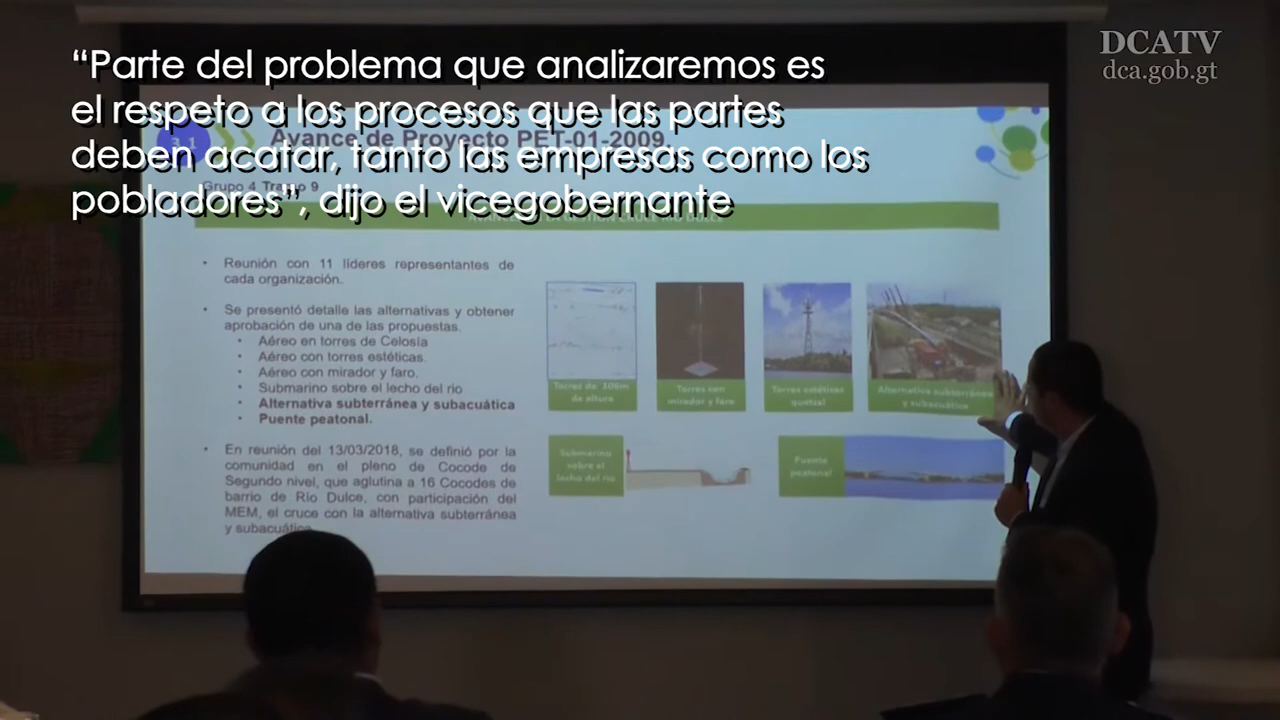 DCATV
dca.gob.gt
“Parte del problema que analizaremos es
el respeto a los procesos que las partes
deben acatar, tanto las empresas como los
pobladores”, dijo el vicegobernante
3.1
Avance de Proyecto PET-01-2009.
Grupo 4 Tramo 9
• Reunión con 11 líderes representantes de
cada organización.
• Se presentó detalle las alternativas y obtener
aprobación de una de las propuestas.
• Aéreo en torres de Celosía
• Aéreo con torres estéticas.
• Aéreo con mirador y faro.
• Submarino sobre el lecho del rio
• Alternativa subterránea y subacuática
• Puente peatonal.
• En reunión del 13/03/2018, se definió por la
comunidad en el pleno de Cocode de
Segundo nivel, que aglutina a 16 Cocodes de
barrio de Río Dulce, con participación del
MEM, el cruce con la alternativa subterránea
y subacuática
Torres de 106m
de altura
Torres con
mirador y faro
Torres estéticas
quetzal
Alternativa subterránea
y subacuática
Submarino
sobre el
lecho del rio
Puente
peatonal